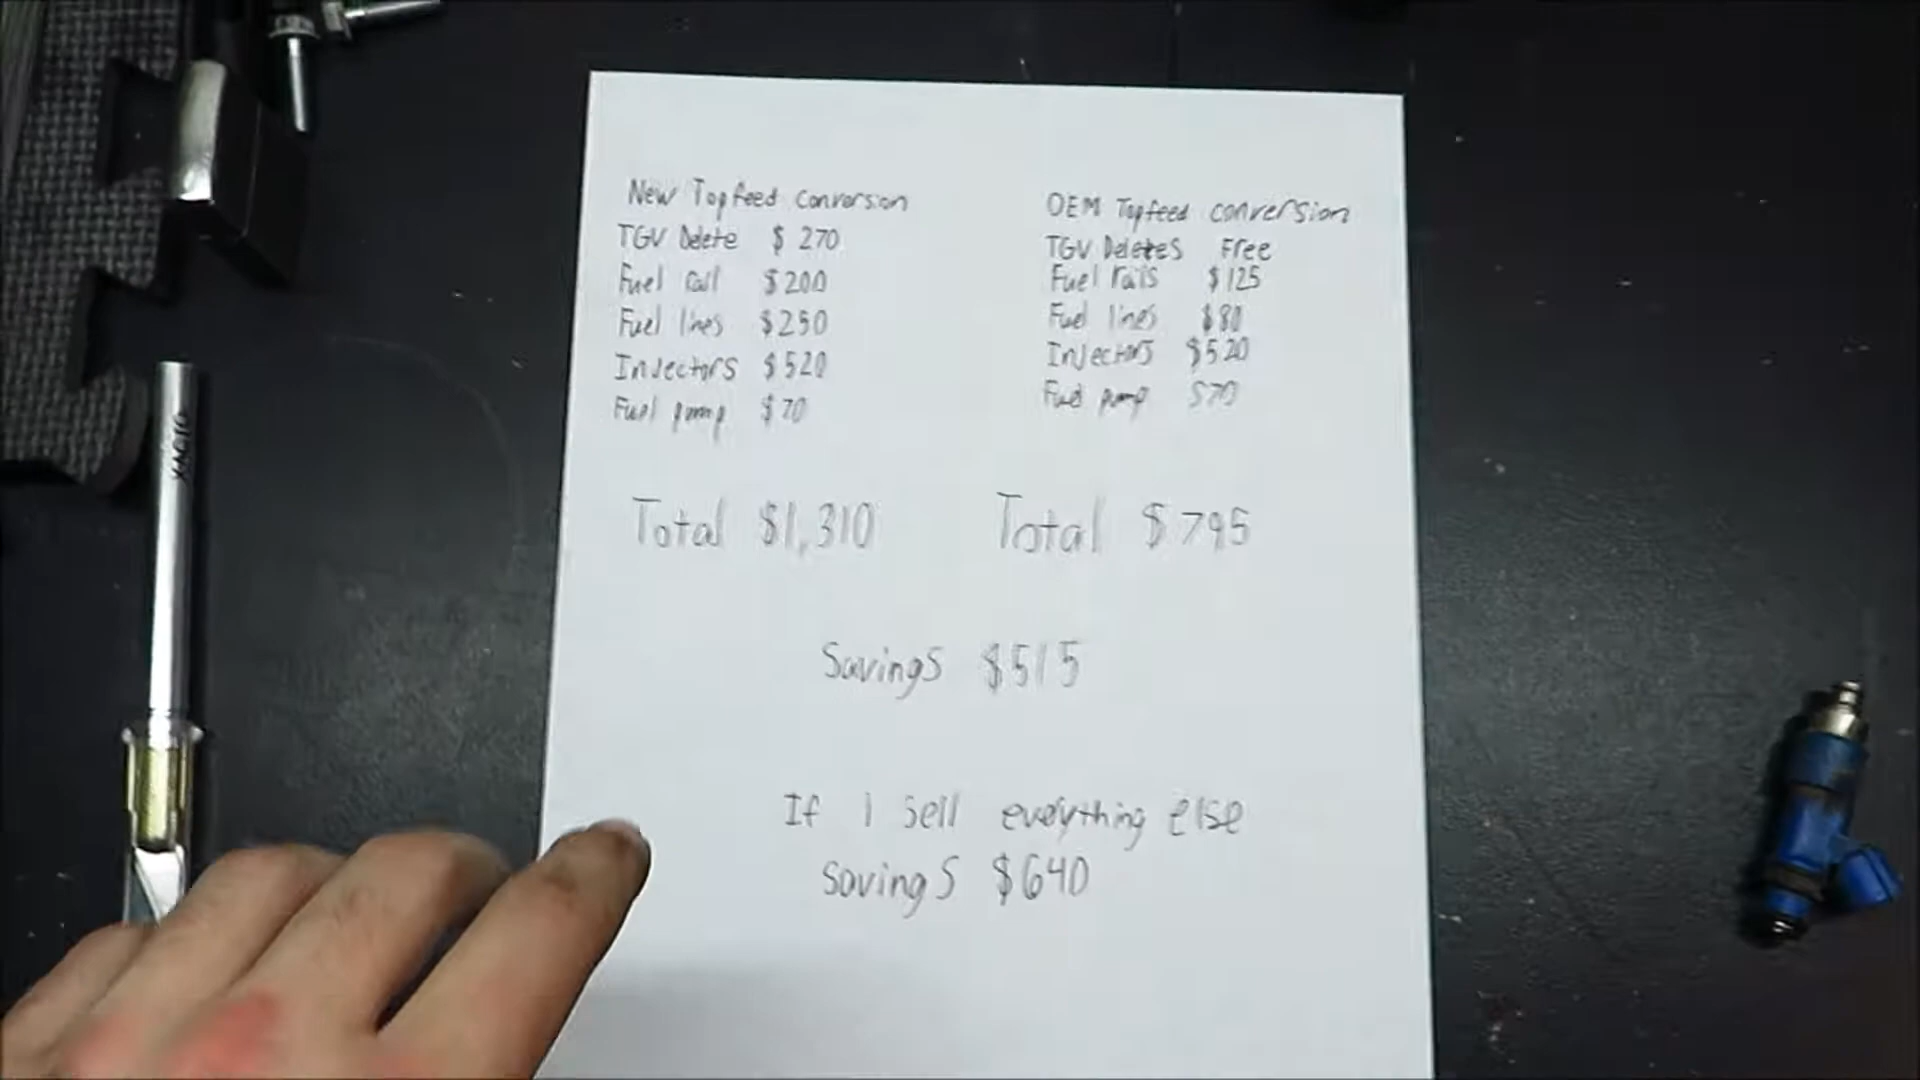 New Topfeed Conversion
TGV Delete $ 270
Fuel rail $200
Fuel lines $250
Injectors $520
Fuel pump $70
Total $1,310
OEM Topfeed conversion
TGV Deletes Free
Fuel rails $125
Fuel lines $80
Injectors $520
Fuel pump $70
Total $795
Savings $515
If i sell everything else
Savings $640
XACTO